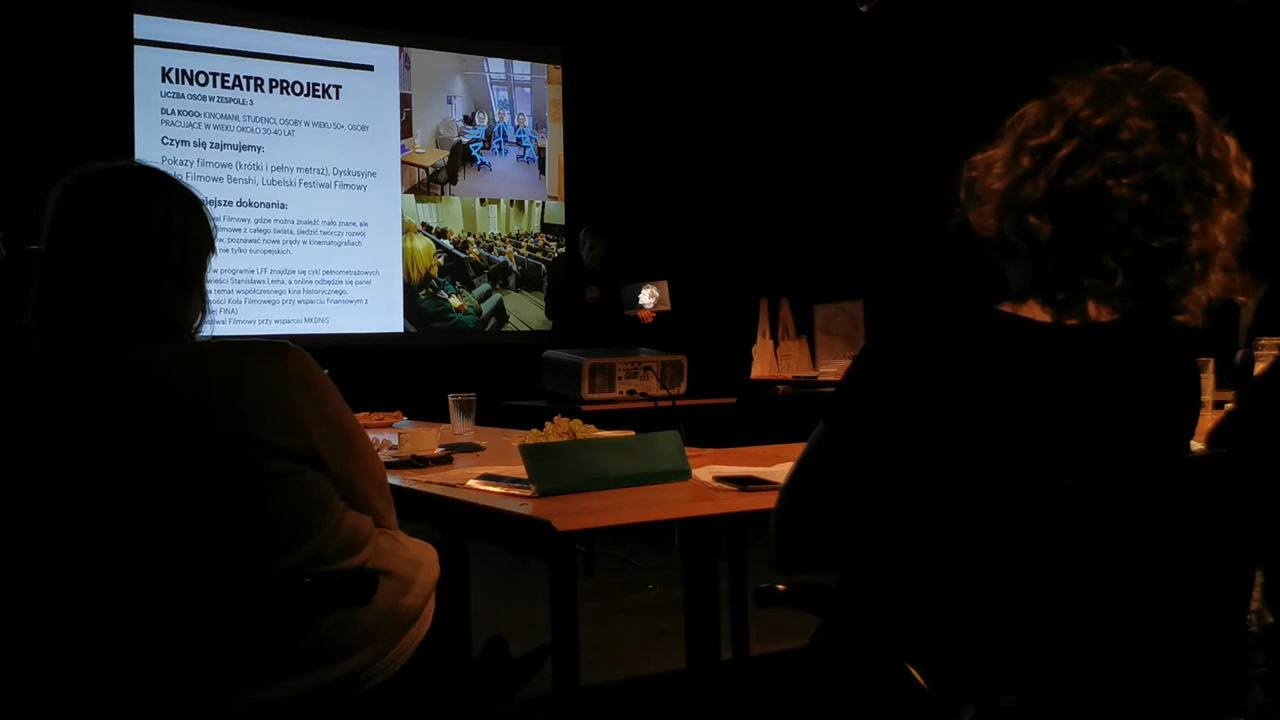 KINOTEATR PROJEKT
LICZBA OSÓB W ZESPOLE: 3
DLA KOGO: KINOMANI, STUDENCI, OSOBY W WIEKU 50+, OSOBY
PRACUJĄCE W WIEKU OKOŁO 30-40 LAT
Czym się zajmujemy:
Pokazy filmowe (krótki i pełny metraż), Dyskusyjne
Filmowe Benshi, Lubelski Festiwal Filmowy
dokonania:
Filmowy, gdzie można znaleźć mało znane, ale
z całego świata, śledzić twórczy rozwój
poznawać nowe prądy w kinematografiach
nie tylko europejskich.
w programie LFF znajdzie się cykl pełnometrażowych
Stanisława Lema, a online odbędzie się panel
temat współczesnego kina historycznego.
Koła Filmowego przy wsparciu finansowym z
FINA)
Filmowy przy wsparciu MKDNiS